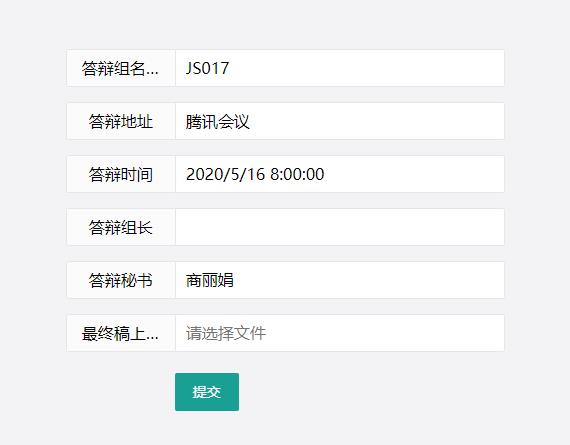 答辩组名...
JS017
答辩地址
腾讯会议
答辩时间
2020/5/16 8:00:00
答辩组长
答辩秘书
商丽娟
最终稿上...
请选择文件
提交